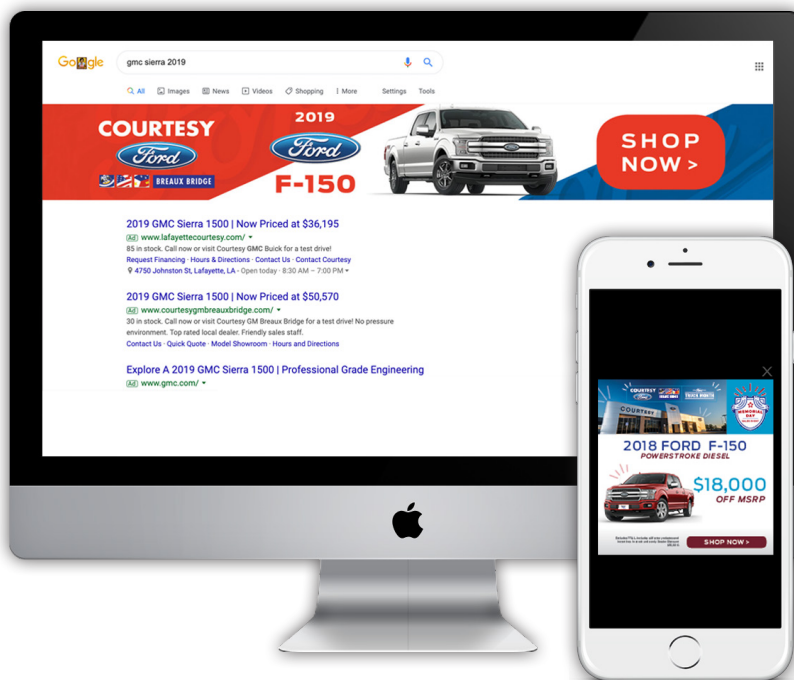 Google
gmc sierra 2019
All Images News Videos Shopping More Settings Tools
COURTESY
Ford
BREAUX BRIDGE
2019
Ford
F-150
SHOP
NOW >
2019 GMC Sierra 1500 | Now Priced at $36,195
Ad www.lafayettecourtesy.com/
85 in stock. Call now or visit Courtesy GMC Buick for a test drive!
Request Financing · Hours & Directions · Contact Us · Contact Courtesy
4750 Johnston St, Lafayette, LA - Open today · 8:30 AM – 7:00 PM
2019 GMC Sierra 1500 | Now Priced at $50,570
Ad www.courtesygmbreauxbridge.com/
30 in stock. Call now or visit Courtesy GM Breaux Bridge for a test drive! No pressure
environment. Top rated local dealer. Friendly sales staff.
Contact Us · Quick Quote · Model Showroom · Hours and Directions
Explore A 2019 GMC Sierra 1500 | Professional Grade Engineering
Ad www.gmc.com/
X
COURTESY
Ford
TRUCK MONTH
MEMORIAL
DAY
COURTESY
2018 FORD F-150
POWERSTROKE DIESEL
$18,000
OFF MSRP
SHOP NOW >